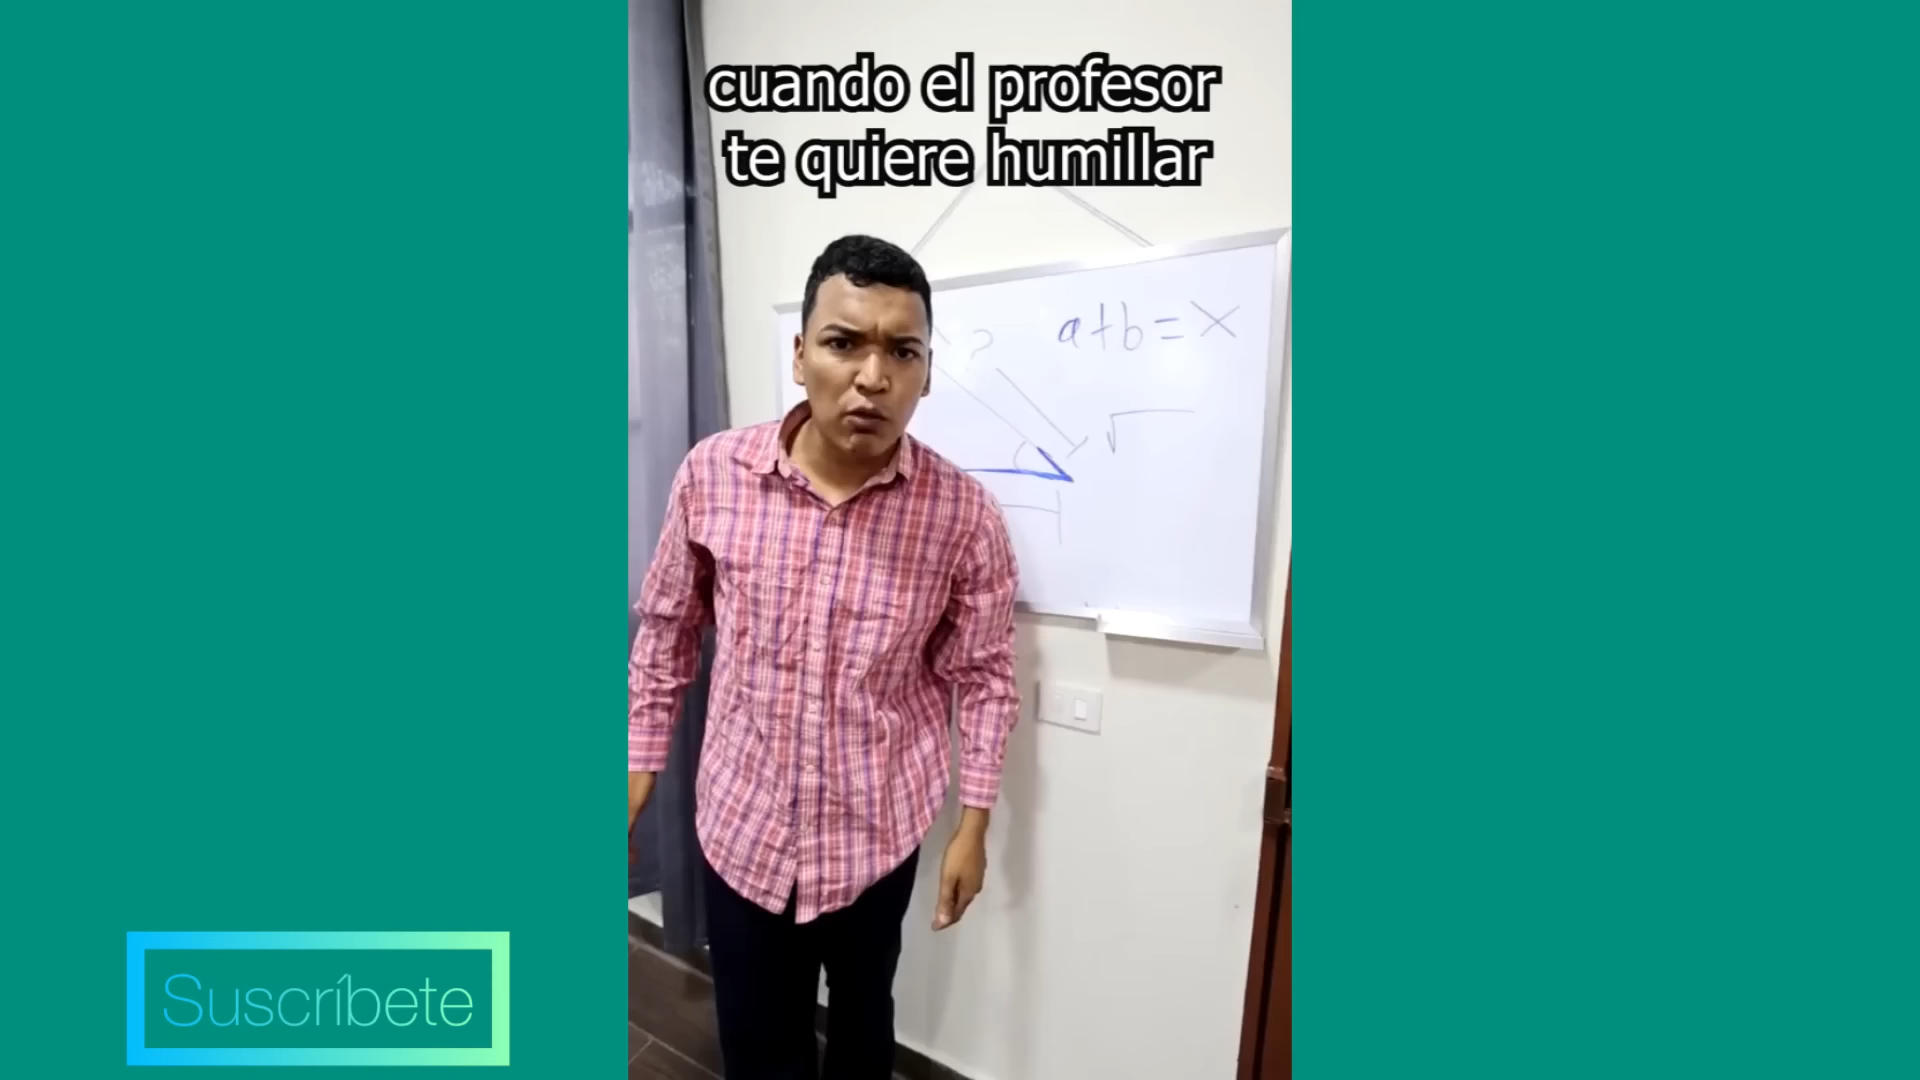 cuando el profesor
te quiere humillar
?
a+b=x
√
Suscríbete